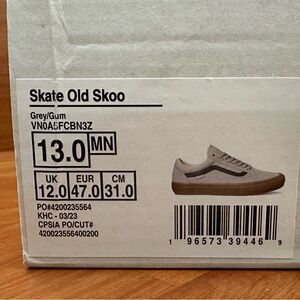 Skate Old Skoo
Grey/Gum
VN0A5FCBN3Z
13.0 MN
UK EUR CM
12.0 47.0 31.0
PO#4200235564
KHC - 03/23
CPSIA PO/CUT#
420023556400200
1 96573 39446 9